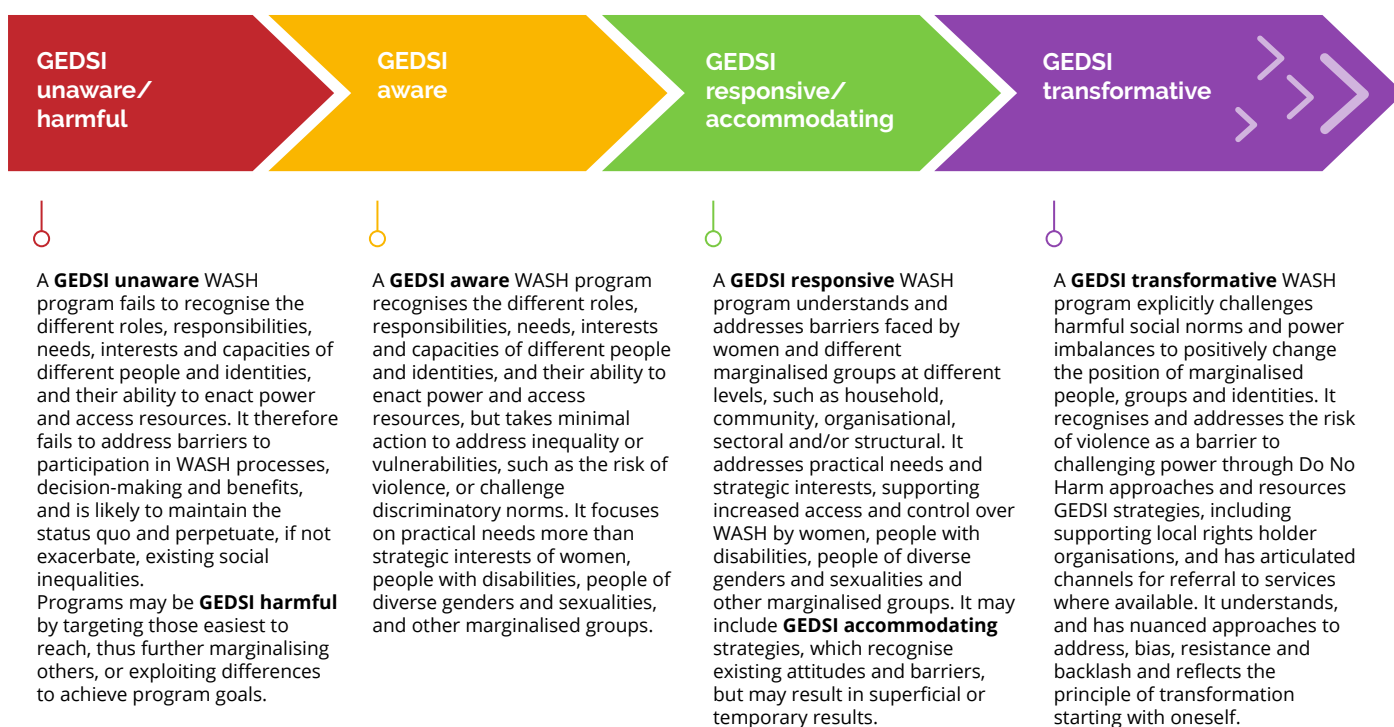 GEDSI
unaware/
harmful
GEDSI
aware
GEDSI
responsive/
accommodating
GEDSI
transformative
A GEDSI unaware WASH
program fails to recognise the
different roles, responsibilities,
needs, interests and capacities of
different people and identities,
and their ability to enact power
and access resources. It therefore
fails to address barriers to
participation in WASH processes,
decision-making and benefits,
and is likely to maintain the
status quo and perpetuate, if not
exacerbate, existing social
inequalities.
Programs may be GEDSI harmful
by targeting those easiest to
reach, thus further marginalising
others, or exploiting differences
to achieve program goals.
A GEDSI aware WASH program
recognises the different roles,
responsibilities, needs, interests
and capacities of different people
and identities, and their ability to
enact power and access
resources, but takes minimal
action to address inequality or
vulnerabilities, such as the risk of
violence, or challenge
discriminatory norms. It focuses
on practical needs more than
strategic interests of women,
people with disabilities, people of
diverse genders and sexualities,
and other marginalised groups.
A GEDSI responsive WASH
program understands and
addresses barriers faced by
women and different
marginalised groups at different
levels, such as household,
community, organisational,
sectoral and/or structural. It
addresses practical needs and
strategic interests, supporting
increased access and control over
WASH by women, people with
disabilities, people of diverse
genders and sexualities and
other marginalised groups. It may
include GEDSI accommodating
strategies, which recognise
existing attitudes and barriers,
but may result in superficial or
temporary results.
A GEDSI transformative WASH
program explicitly challenges
harmful social norms and power
imbalances to positively change
the position of marginalised
people, groups and identities. It
recognises and addresses the risk
of violence as a barrier to
challenging power through Do No
Harm approaches and resources
GEDSI strategies, including
supporting local rights holder
organisations, and has articulated
channels for referral to services
where available. It understands,
and has nuanced approaches to
address, bias, resistance and
backlash and reflects the
principle of transformation
starting with oneself.